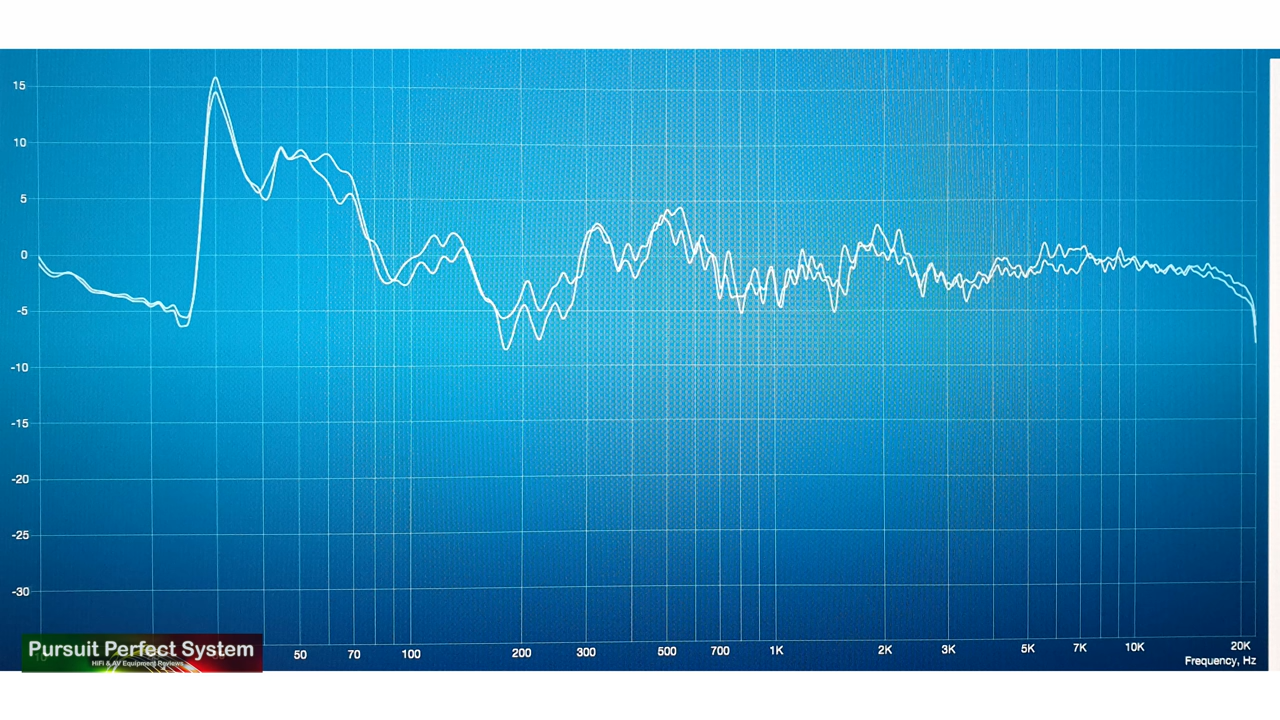 15
10
5
0
-5
-10
-15
-20
-25
-30
50 70 100 200 300 500 700 1K 2K 3K 5K 7K 10K 20K
Frequency, Hz
Pursuit Perfect System
HiFi & AV Equipment Reviews